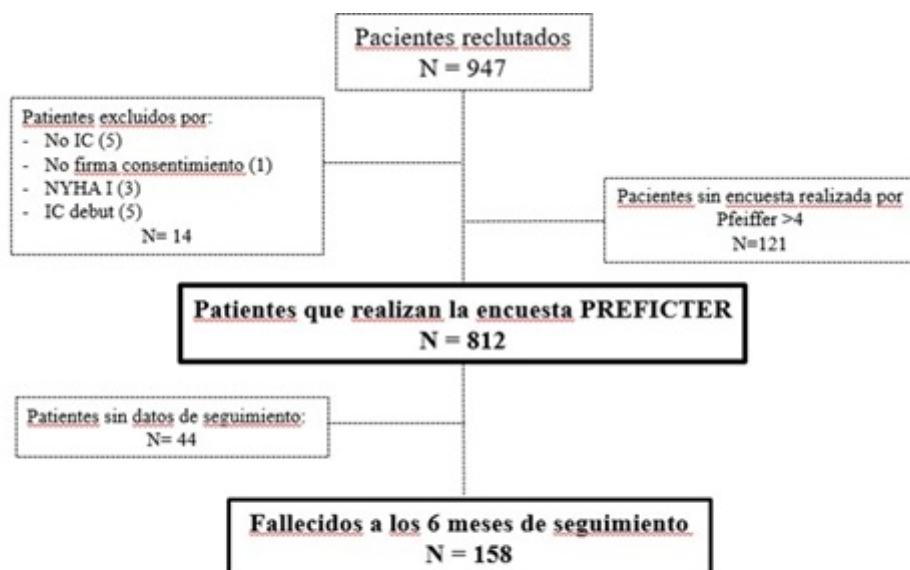 Pacientes reclutados
N = 947
Patientes excluidos por:
- No IC (5)
- No firma consentimiento (1)
- NYHA I (3)
- IC debut (5)
N= 14
Pacientes sin encuesta realizada por
Pfeiffer >4
N=121
Patientes que realizan la encuesta PREFICTER
N = 812
Patientes sin datos de seguimiento:
N= 44
Fallecidos a los 6 meses de seguimiento
N = 158